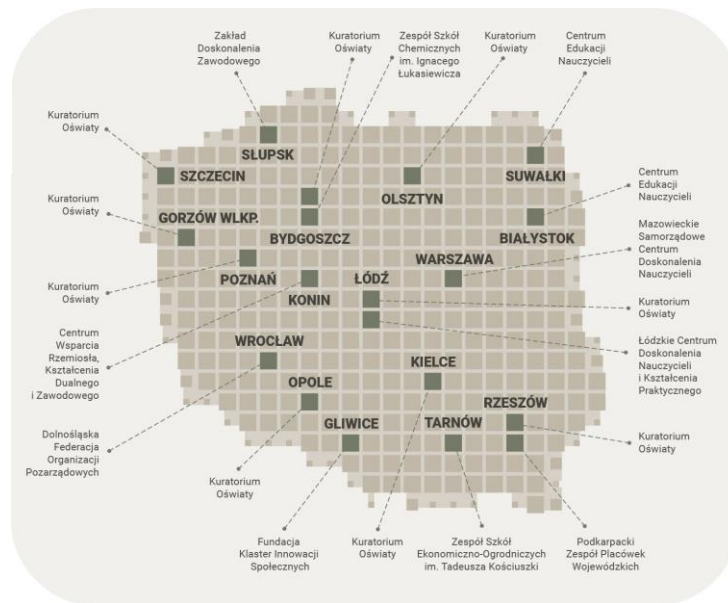 Zakład
Doskonalenia
Zawodowego
Kuratorium
Oświaty
Zespół Szkół
Chemicznych
im. Ignacego
Łukasiewicza
Kuratorium
Oświaty
Centrum
Edukacji
Nauczycieli
Kuratorium
Oświaty
SŁUPSK
SZCZECIN
OLSZTYN
SUWAŁKI
Centrum
Edukacji
Nauczycieli
Kuratorium
Oświaty
GORZÓW WLKP.
BYDGOSZCZ
BIAŁYSTOK
Mazowieckie
Samorządowe
Centrum
Doskonalenia
Nauczycieli
WARSZAWA
POZNAŃ
ŁÓDŹ
KONIN
Kuratorium
Oświaty
Kuratorium
Oświaty
Centrum
Wsparcia
Rzemiosła,
Kształcenia
Dualnego
i Zawodowego
WROCŁAW
KIELCE
Łódzkie Centrum
Doskonalenia
Nauczycieli
i Kształcenia
Praktycznego
OPOLE
RZESZÓW
GLIWICE
TARNÓW
Dolnośląska
Federacja
Organizacji
Pozarządowych
Kuratorium
Oświaty
Kuratorium
Oświaty
Fundacja
Klaster Innowacji
Społecznych
Kuratorium
Oświaty
Zespół Szkół
Ekonomiczno-Ogrodniczych
im. Tadeusza Kościuszki
Podkarpacki
Zespół Placówek
Wojewódzkich